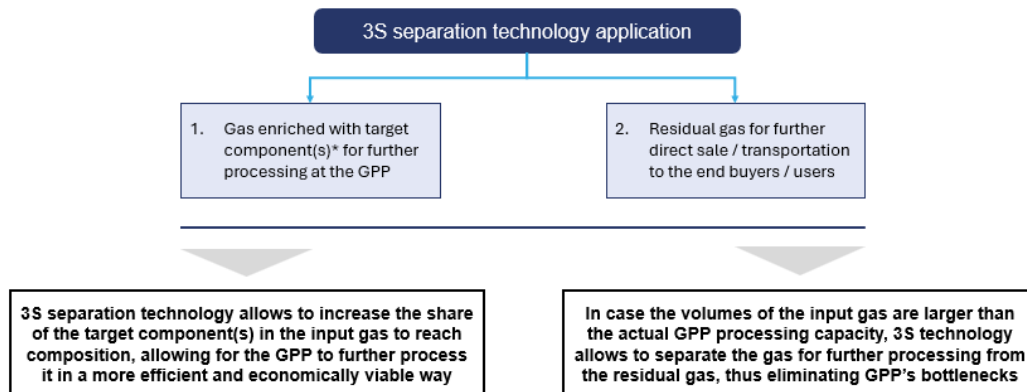 3S separation technology application
1. Gas enriched with target
component(s)* for further
processing at the GPP
2. Residual gas for further
direct sale / transportation
to the end buyers / users
3S separation technology allows to increase the share
of the target component(s) in the input gas to reach
composition, allowing for the GPP to further process
it in a more efficient and economically viable way
In case the volumes of the input gas are larger than
the actual GPP processing capacity, 3S technology
allows to separate the gas for further processing from
the residual gas, thus eliminating GPP's bottlenecks